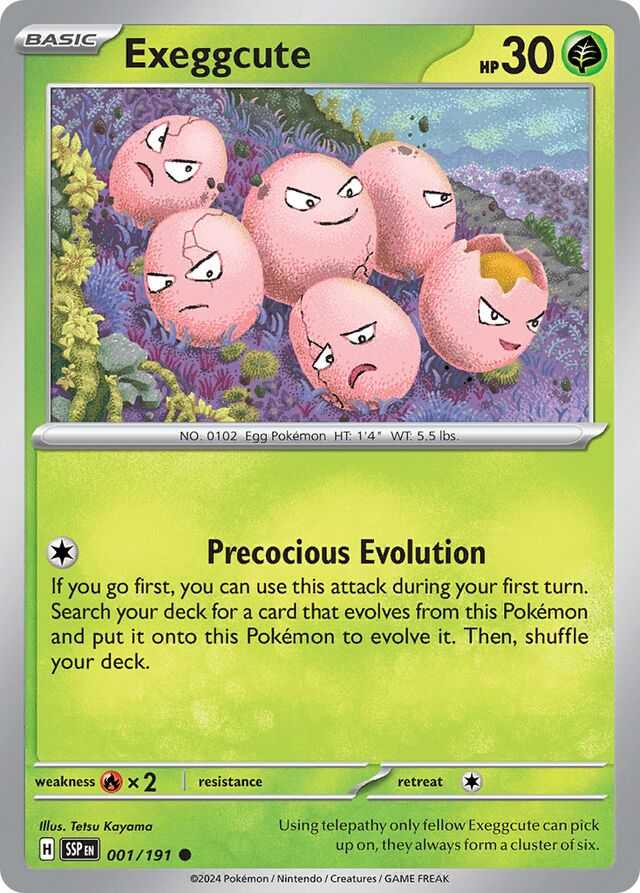 BASIC
Exeggcute
HP 30
NO. 0102 Egg Pokémon HT: 1'4" WT: 5.5 lbs.
Precocious Evolution
If you go first, you can use this attack during your first turn.
Search your deck for a card that evolves from this Pokémon
and put it onto this Pokémon to evolve it. Then, shuffle
your deck.
weakness ×2 resistance retreat
Illus. Tetsu Kayama
Using telepathy only fellow Exeggcute can pick
up on, they always form a cluster of six.
H SSP EN 001/191
©2024 Pokémon / Nintendo / Creatures / GAME FREAK